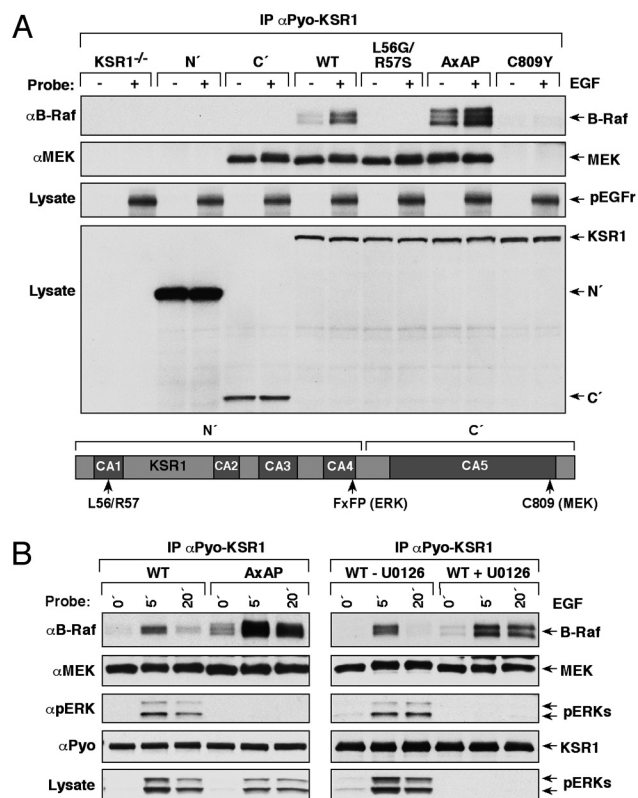 A
IP αPyo-KSR1
KSR1-/- N´ C´ WT L56G/R57S AxAP C809Y
Probe: - + - + - + - + - + - + - + EGF
αB-Raf B-Raf
αMEK MEK
Lysate pEGFr
KSR1
Lysate N´
C´
N´ C´
CA1 KSR1 CA2 CA3 CA4 CA5
L56/R57 FxFP (ERK) C809 (MEK)
B
IP αPyo-KSR1 IP αPyo-KSR1
WT AxAP WT - U0126 WT + U0126
Probe: 0´ 5´ 20´ 0´ 5´ 20´ 0´ 5´ 20´ 0´ 5´ 20´ EGF
αB-Raf B-Raf
αMEK MEK
αpERK pERKs
αPyo KSR1
Lysate pERKs